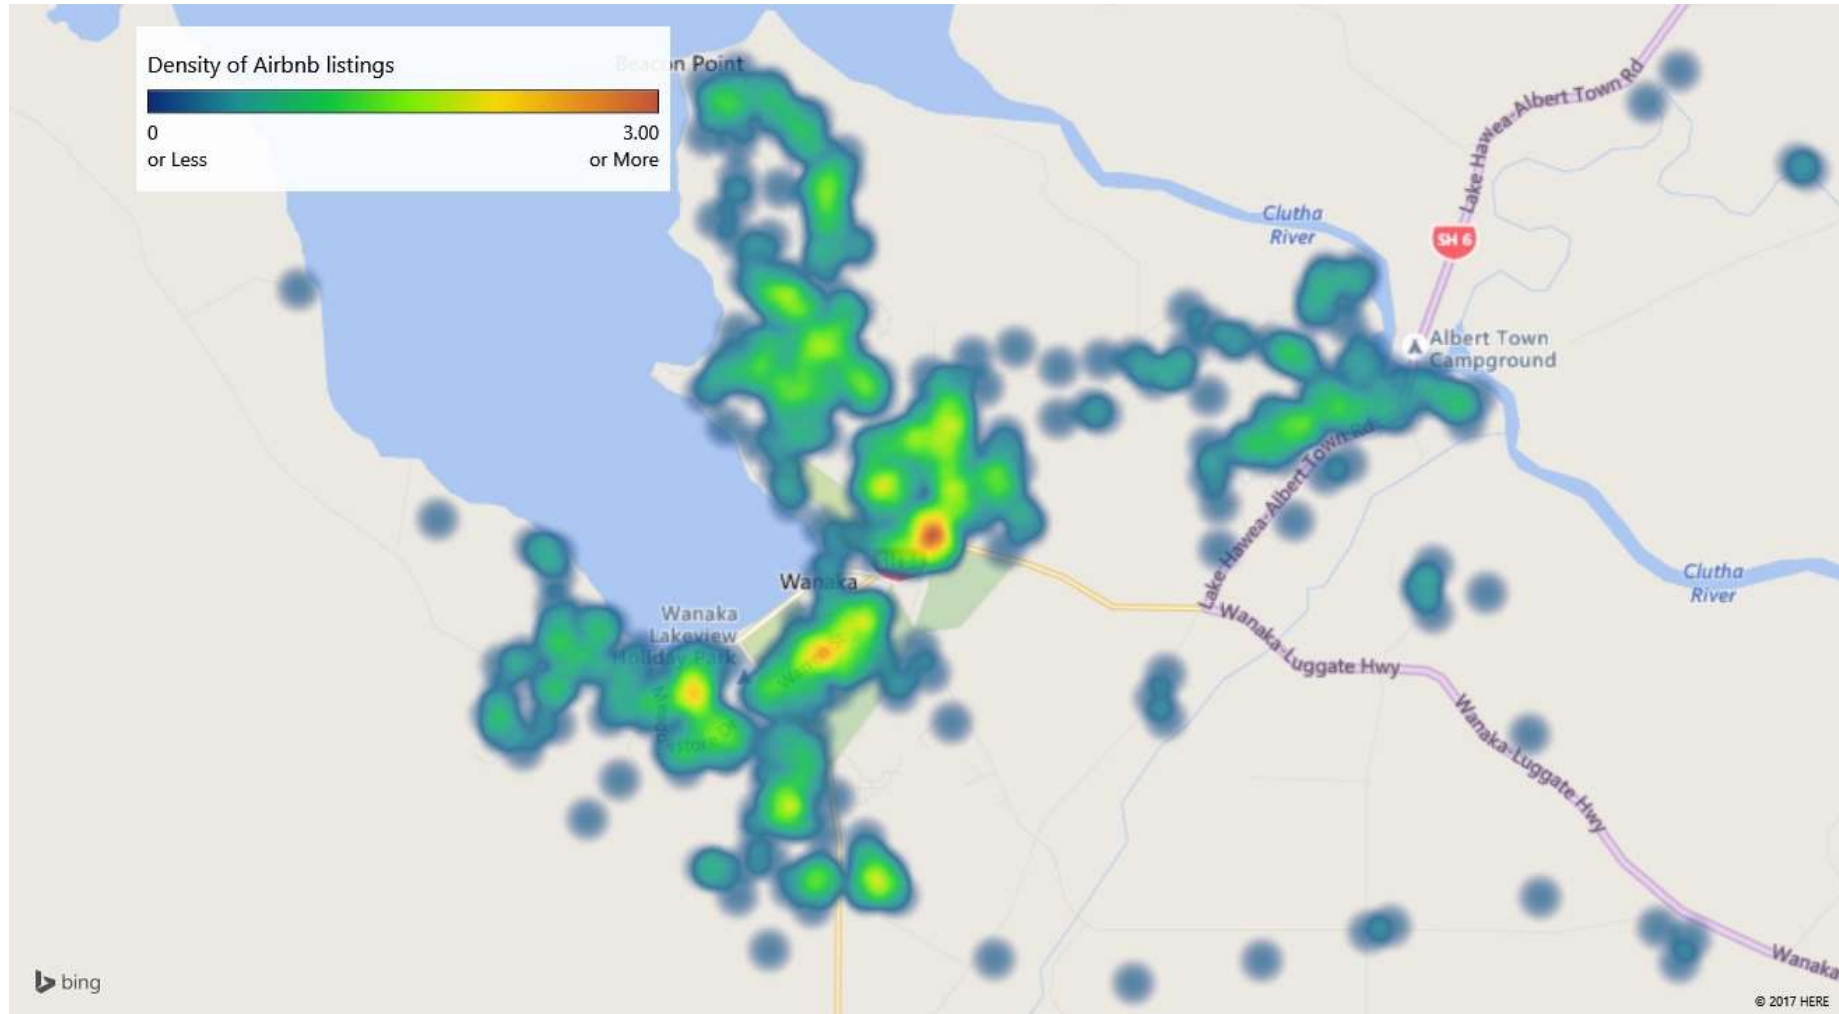 Density of Airbnb listings
0
3.00
or Less
or More
Beacon Point
Lake Hawea-Albert Town Rd
Clutha
River
SH 6
Albert Town
Campground
Lake Hawea-Albert Town Rd
Clutha
River
Wanaka
Wanaka
Lakeview
Holiday Park
Wanaka-Luggate Hwy
Wanaka-Luggate Hwy
Wanaka
bing
© 2017 HERE